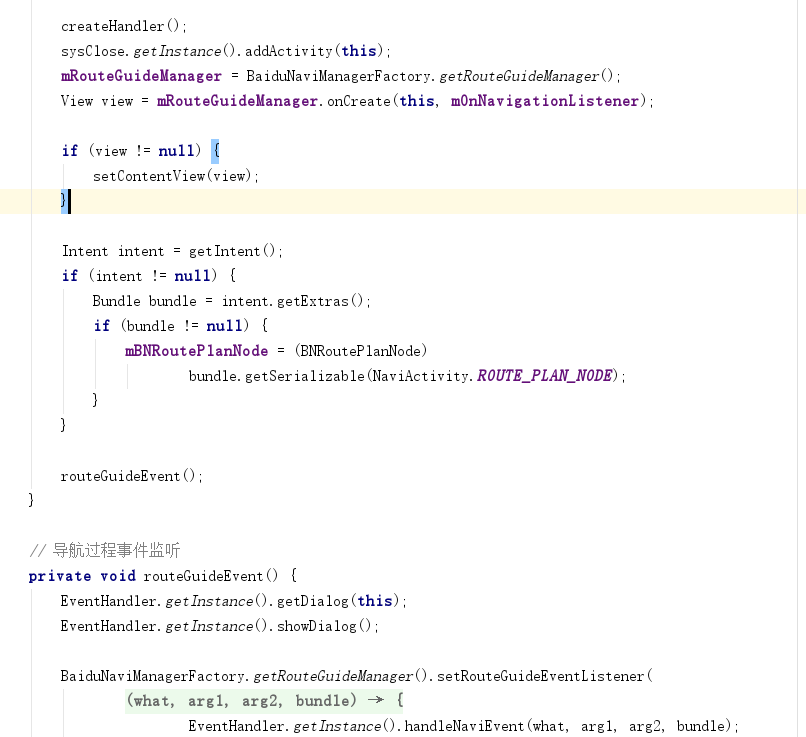 createHandler();
sysClose.getInstance().addActivity(this);
mRouteGuideManager = BaiduNaviManagerFactory.getRouteGuideManager();
View view = mRouteGuideManager.onCreate(this, mOnNavigationListener);
if (view != null) {
setContentView(view);
}
Intent intent = getIntent();
if (intent != null) {
Bundle bundle = intent.getExtras();
if (bundle != null) {
mBNRoutePlanNode = (BNRoutePlanNode)
bundle.getSerializable(NaviActivity.ROUTE_PLAN_NODE);
}
}
routeGuideEvent();
}
// 导航过程事件监听
private void routeGuideEvent() {
EventHandler.getInstance().getDialog(this);
EventHandler.getInstance().showDialog();
BaiduNaviManagerFactory.getRouteGuideManager().setRouteGuideEventListener(
(what, arg1, arg2, bundle) → {
EventHandler.getInstance().handleNaviEvent(what, arg1, arg2, bundle);